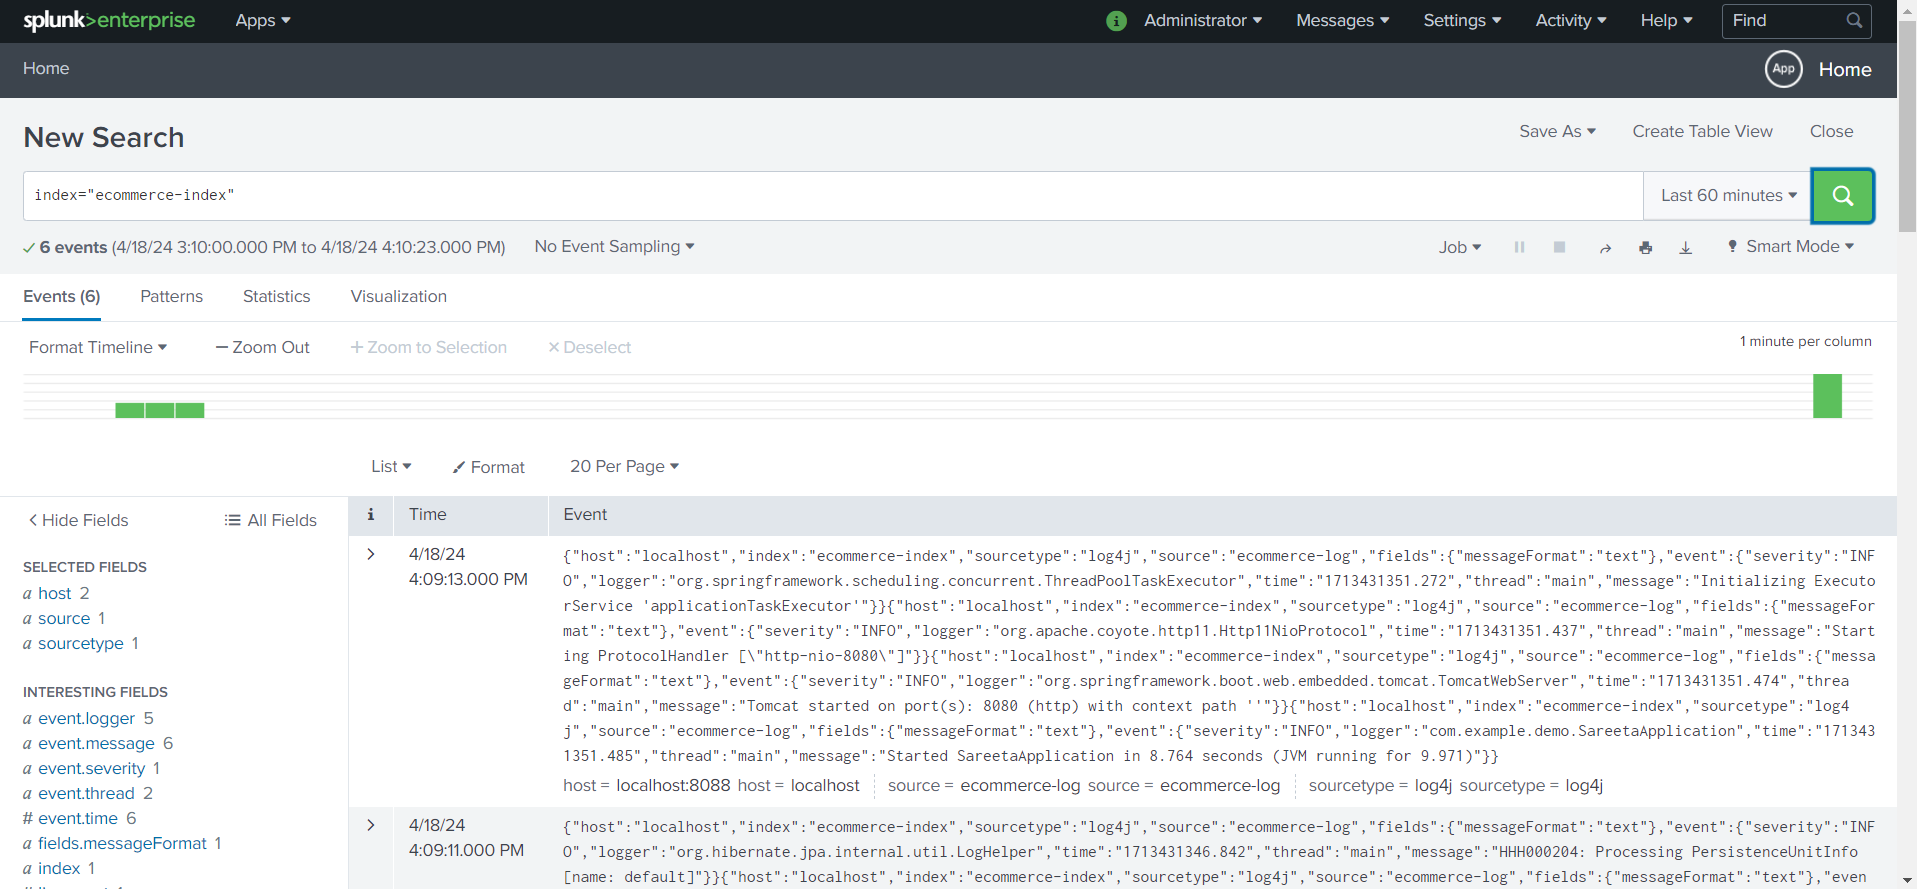 splunk>enterprise Apps Administrator Messages Settings Activity Help Find
Home App Home
New Search Save As Create Table View Close
index="ecommerce-index" Last 60 minutes
6 events (4/18/24 3:10:00.000 PM to 4/18/24 4:10:23.000 PM) No Event Sampling Job Smart Mode
Events (6) Patterns Statistics Visualization
Format Timeline — Zoom Out + Zoom to Selection × Deselect 1 minute per column
List Format 20 Per Page
< Hide Fields All Fields
SELECTED FIELDS
a host 2
a source 1
a sourcetype 1
INTERESTING FIELDS
a event.logger 5
a event.message 6
a event.severity 1
a event.thread 2
# event.time 6
a fields.messageFormat 1
a index 1
i Time Event
> 4/18/24
4:09:13.000 PM
{"host":"localhost","index":"ecommerce-index","sourcetype":"log4j","source":"ecommerce-log","fields":{"messageFormat":"text"},"event":{"severity":"INF
O","logger":"org.springframework.scheduling.concurrent.ThreadPoolTaskExecutor","time":"1713431351.272","thread":"main","message":"Initializing Executo
rService 'applicationTaskExecutor'"}}{"host":"localhost","index":"ecommerce-index","sourcetype":"log4j","source":"ecommerce-log","fields":{"messageFor
mat":"text"},"event":{"severity":"INFO","logger":"org.apache.coyote.http11.Http11NioProtocol","time":"1713431351.437","thread":"main","message":"Start
ing ProtocolHandler [\"http-nio-8080\"]"}}{"host":"localhost","index":"ecommerce-index","sourcetype":"log4j","source":"ecommerce-log","fields":{"messa
geFormat":"text"},"event":{"severity":"INFO","logger":"org.springframework.boot.web.embedded.tomcat.TomcatWebServer","time":"1713431351.474","threa
d":"main","message":"Tomcat started on port(s): 8080 (http) with context path ''"}}{"host":"localhost","index":"ecommerce-index","sourcetype":"log4
j","source":"ecommerce-log","fields":{"messageFormat":"text"},"event":{"severity":"INFO","logger":"com.example.demo.SareetaApplication","time":"171343
1351.485","thread":"main","message":"Started SareetaApplication in 8.764 seconds (JVM running for 9.971)"}}
host = localhost:8088 host = localhost source = ecommerce-log source = ecommerce-log sourcetype = log4j sourcetype = log4j
> 4/18/24
4:09:11.000 PM
{"host":"localhost","index":"ecommerce-index","sourcetype":"log4j","source":"ecommerce-log","fields":{"messageFormat":"text"},"event":{"severity":"INF
O","logger":"org.hibernate.jpa.internal.util.LogHelper","time":"1713431346.842","thread":"main","message":"HHH000204: Processing PersistenceUnitInfo
[name: default]"}}{"host":"localhost","index":"ecommerce-index","sourcetype":"log4j","source":"ecommerce-log","fields":{"messageFormat":"text"},"even